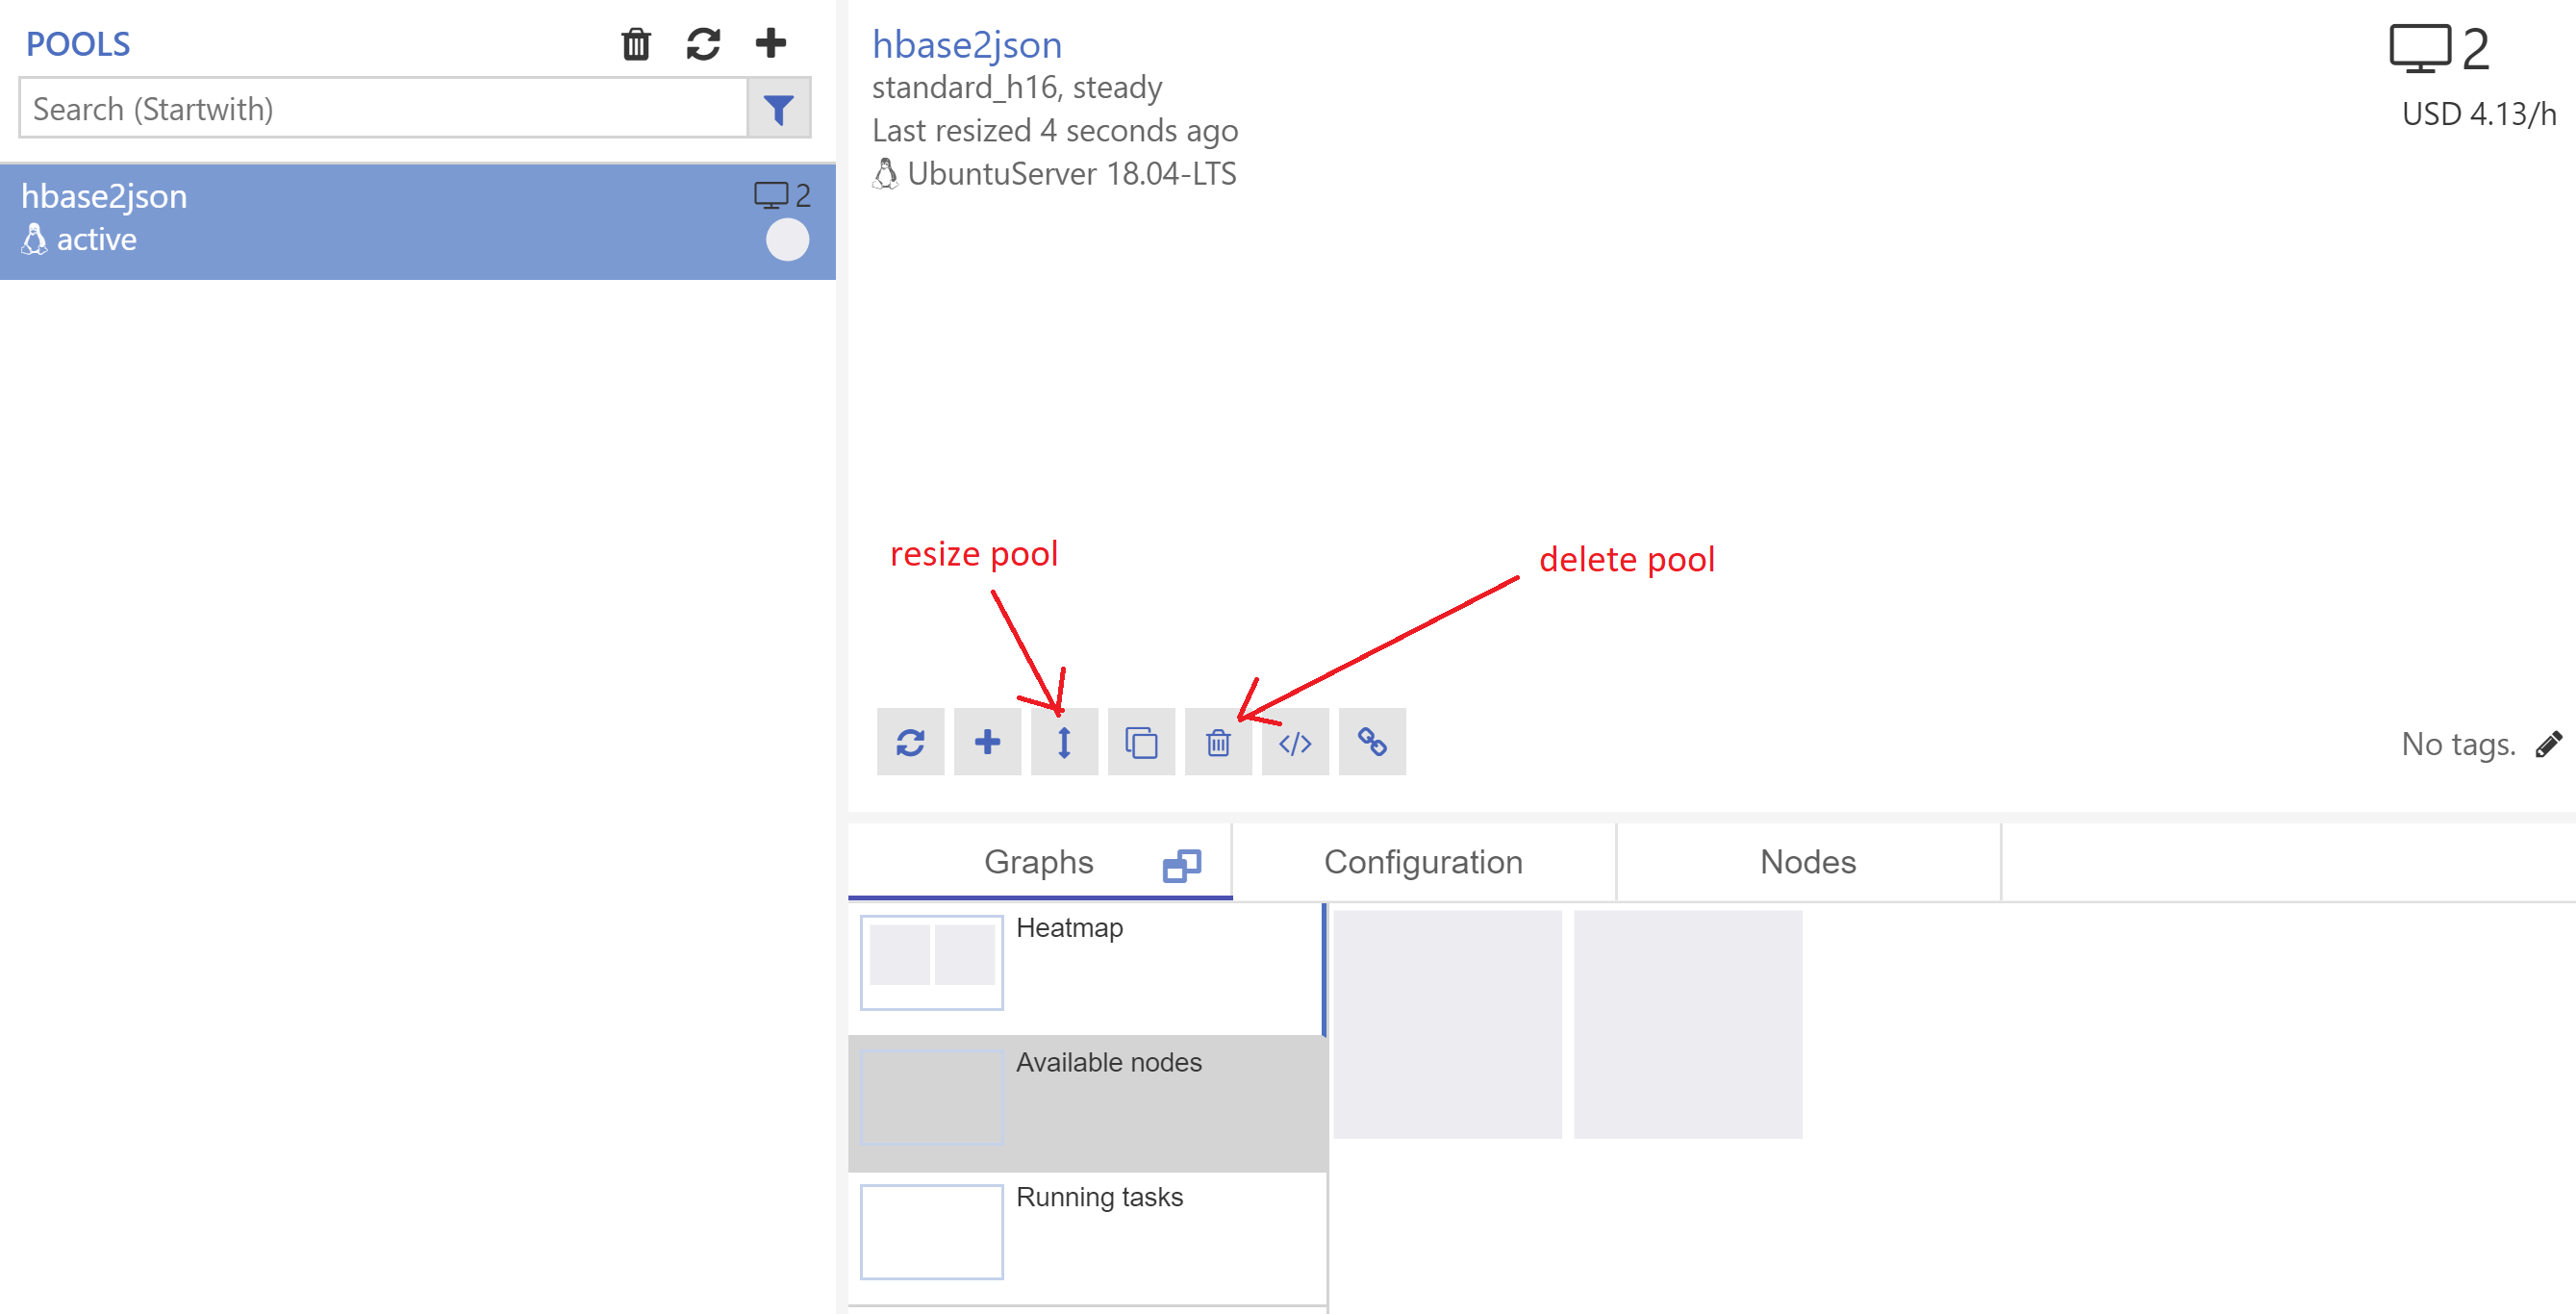 POOLS
Search (Startwith)
hbase2json
2
active
hbase2json
standard_h16, steady
Last resized 4 seconds ago
UbuntuServer 18.04-LTS
2
USD 4.13/h
resize pool
delete pool
No tags.
Graphs
Configuration
Nodes
Heatmap
Available nodes
Running tasks